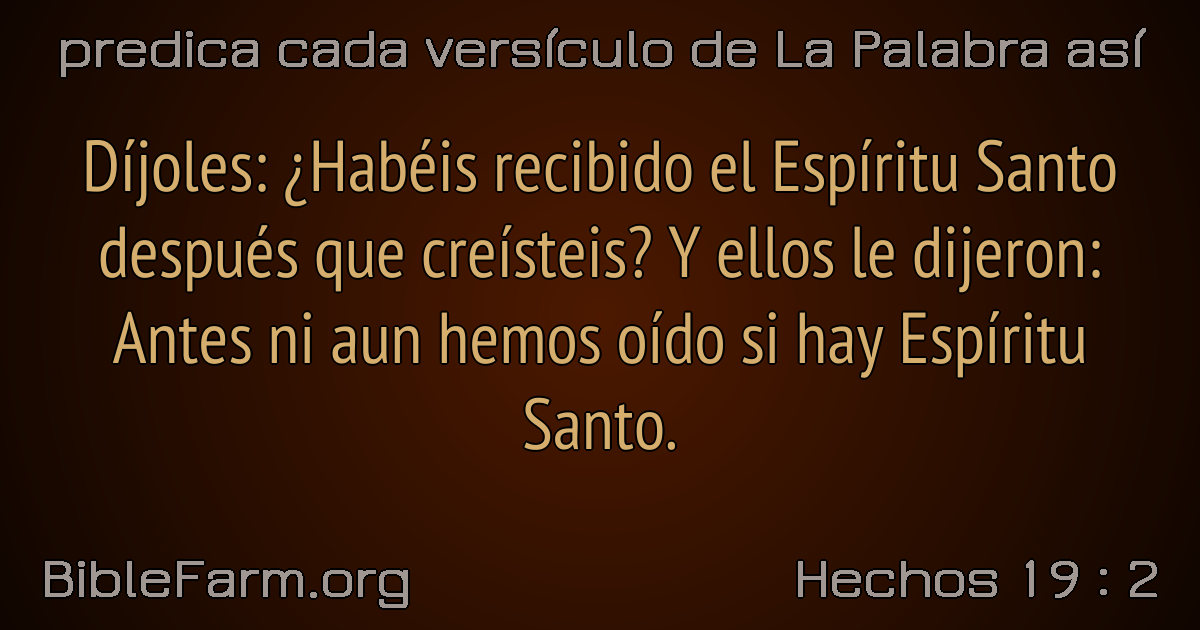 predica cada versículo de La Palabra así
Díjoles: ¿Habéis recibido el Espíritu Santo
después que creísteis? Y ellos le dijeron:
Antes ni aun hemos oído si hay Espíritu
Santo.
BibleFarm.org
Hechos 19 : 2